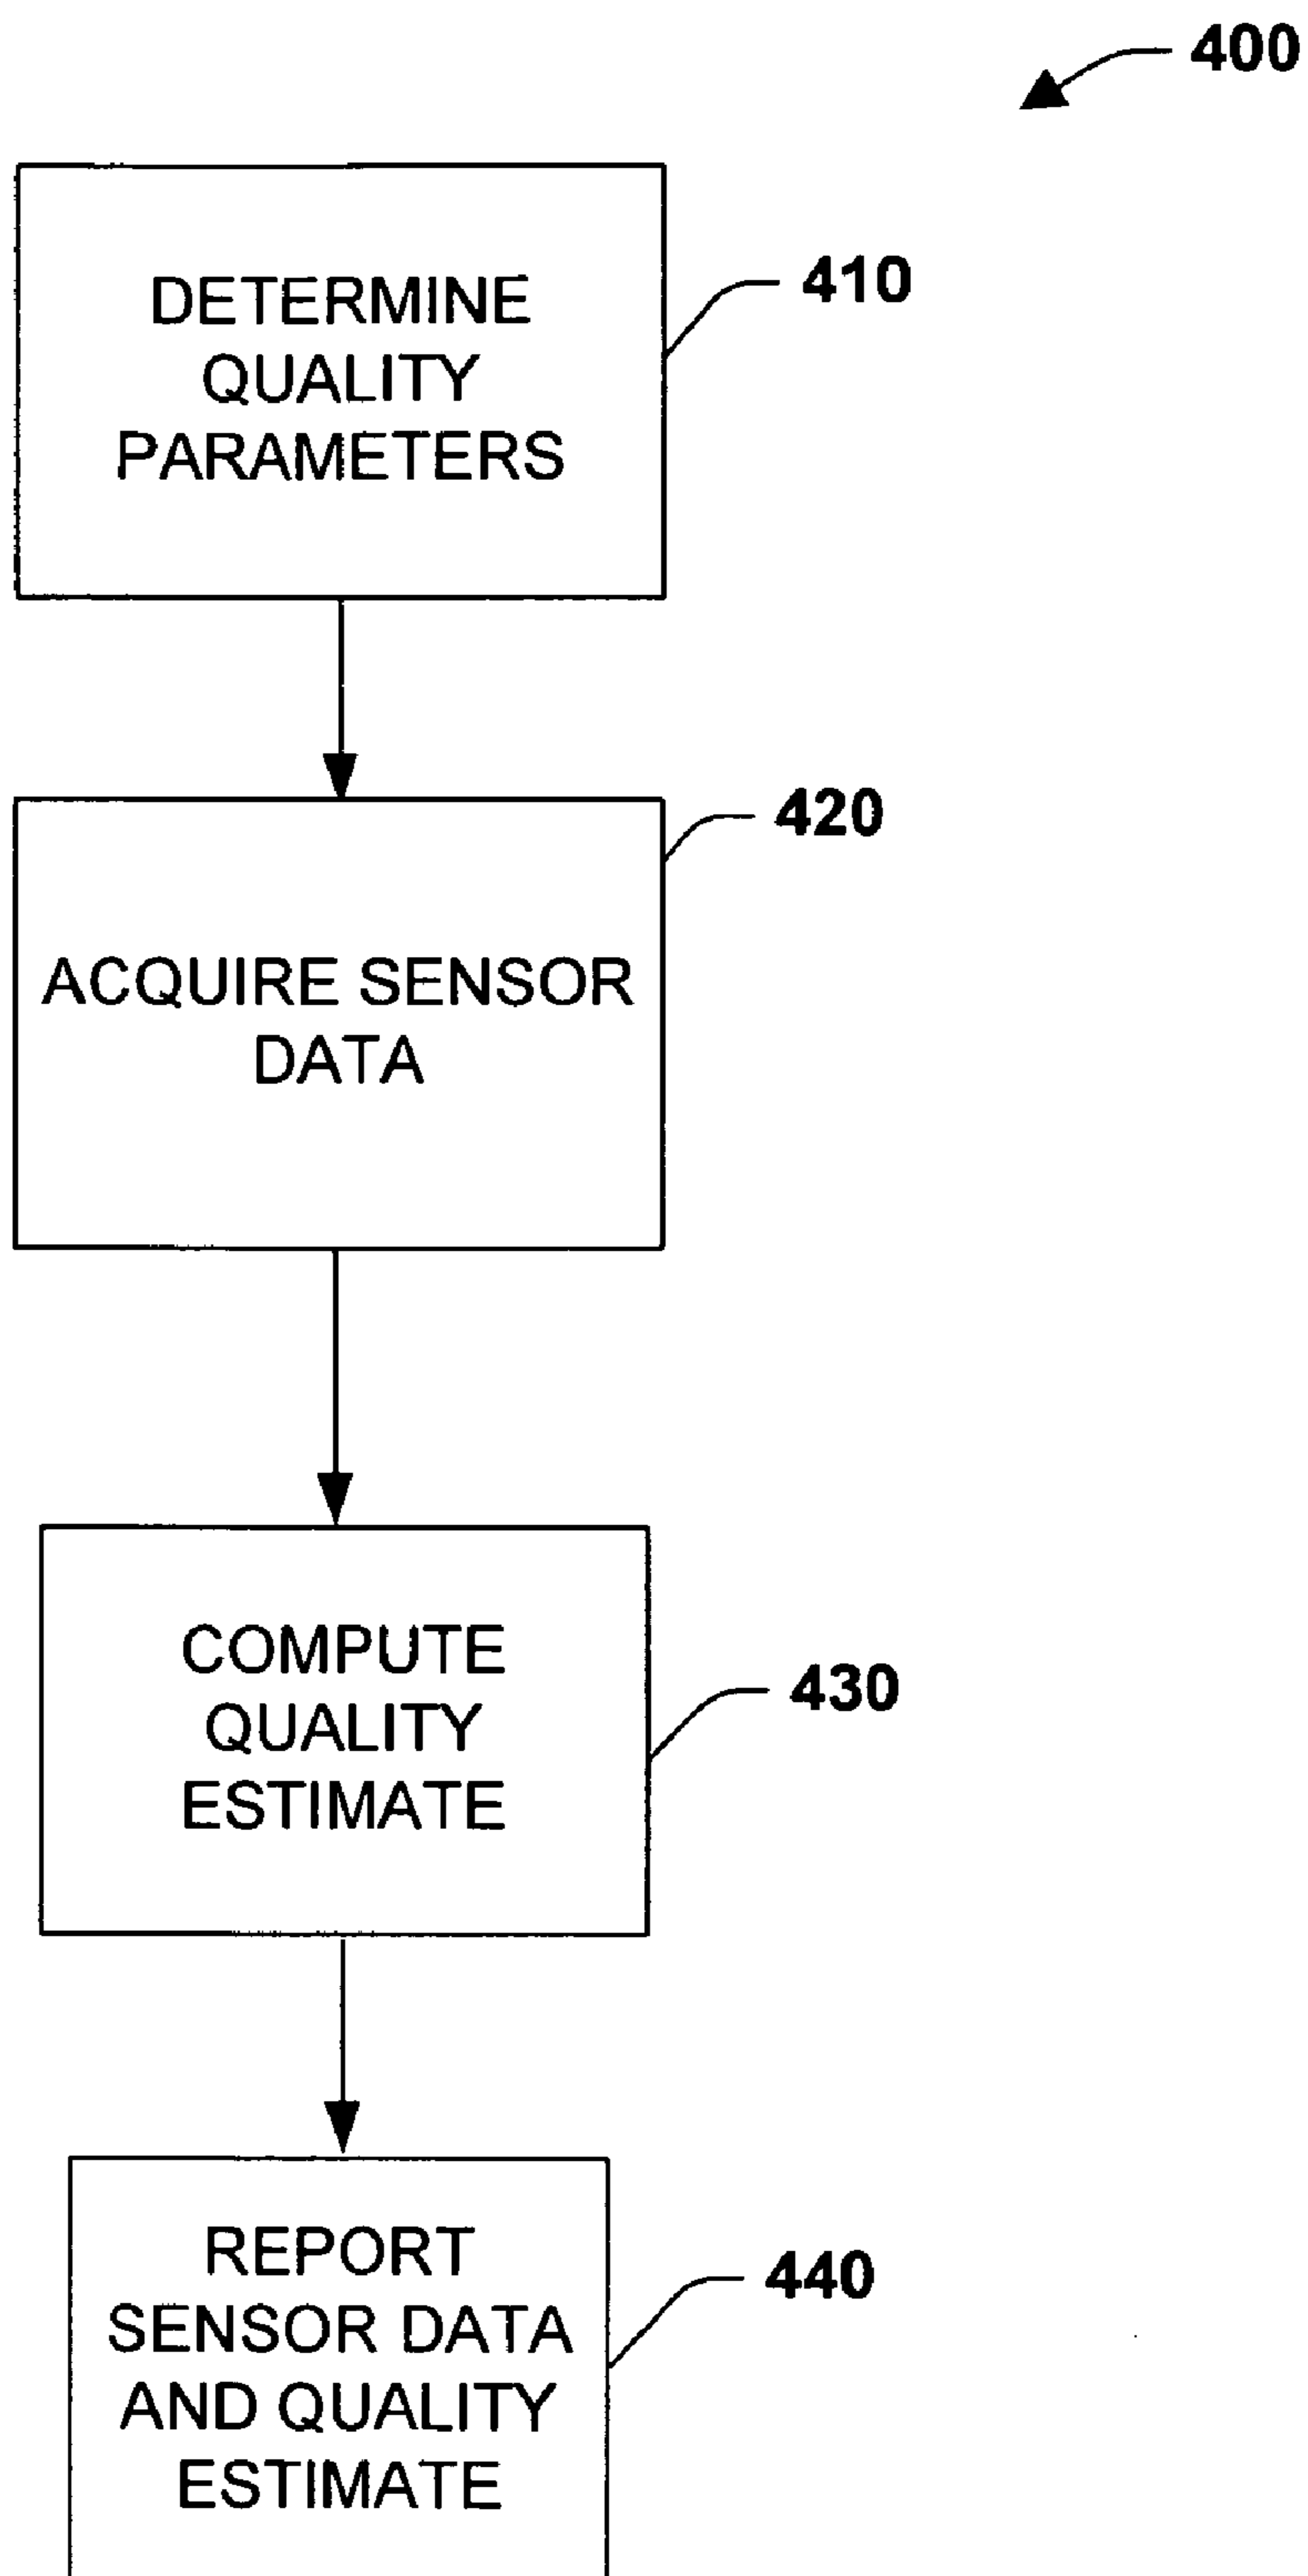 400
DETERMINE
QUALITY
PARAMETERS
410
ACQUIRE SENSOR
DATA
420
COMPUTE
QUALITY
ESTIMATE
430
REPORT
SENSOR DATA
AND QUALITY
ESTIMATE
440